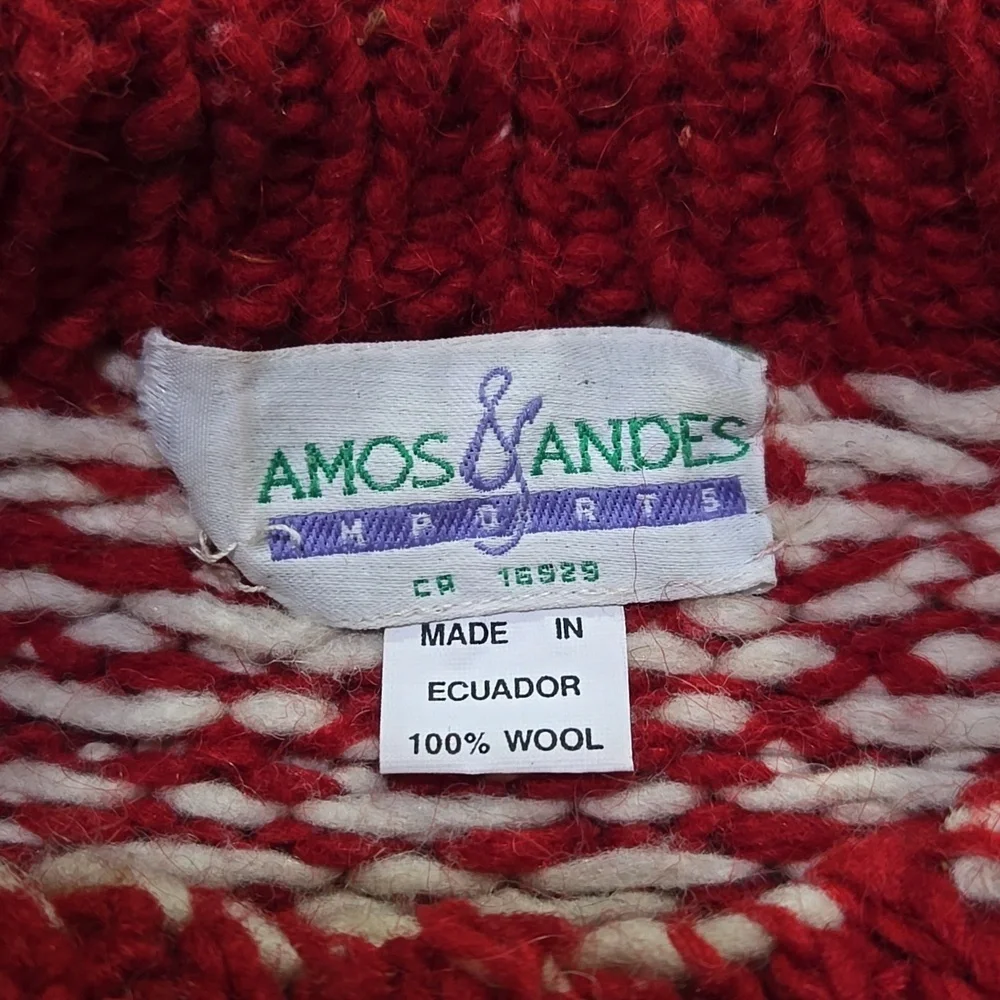 AMOS & ANDES
IMPORTS
CA 16929
MADE IN
ECUADOR
100% WOOL